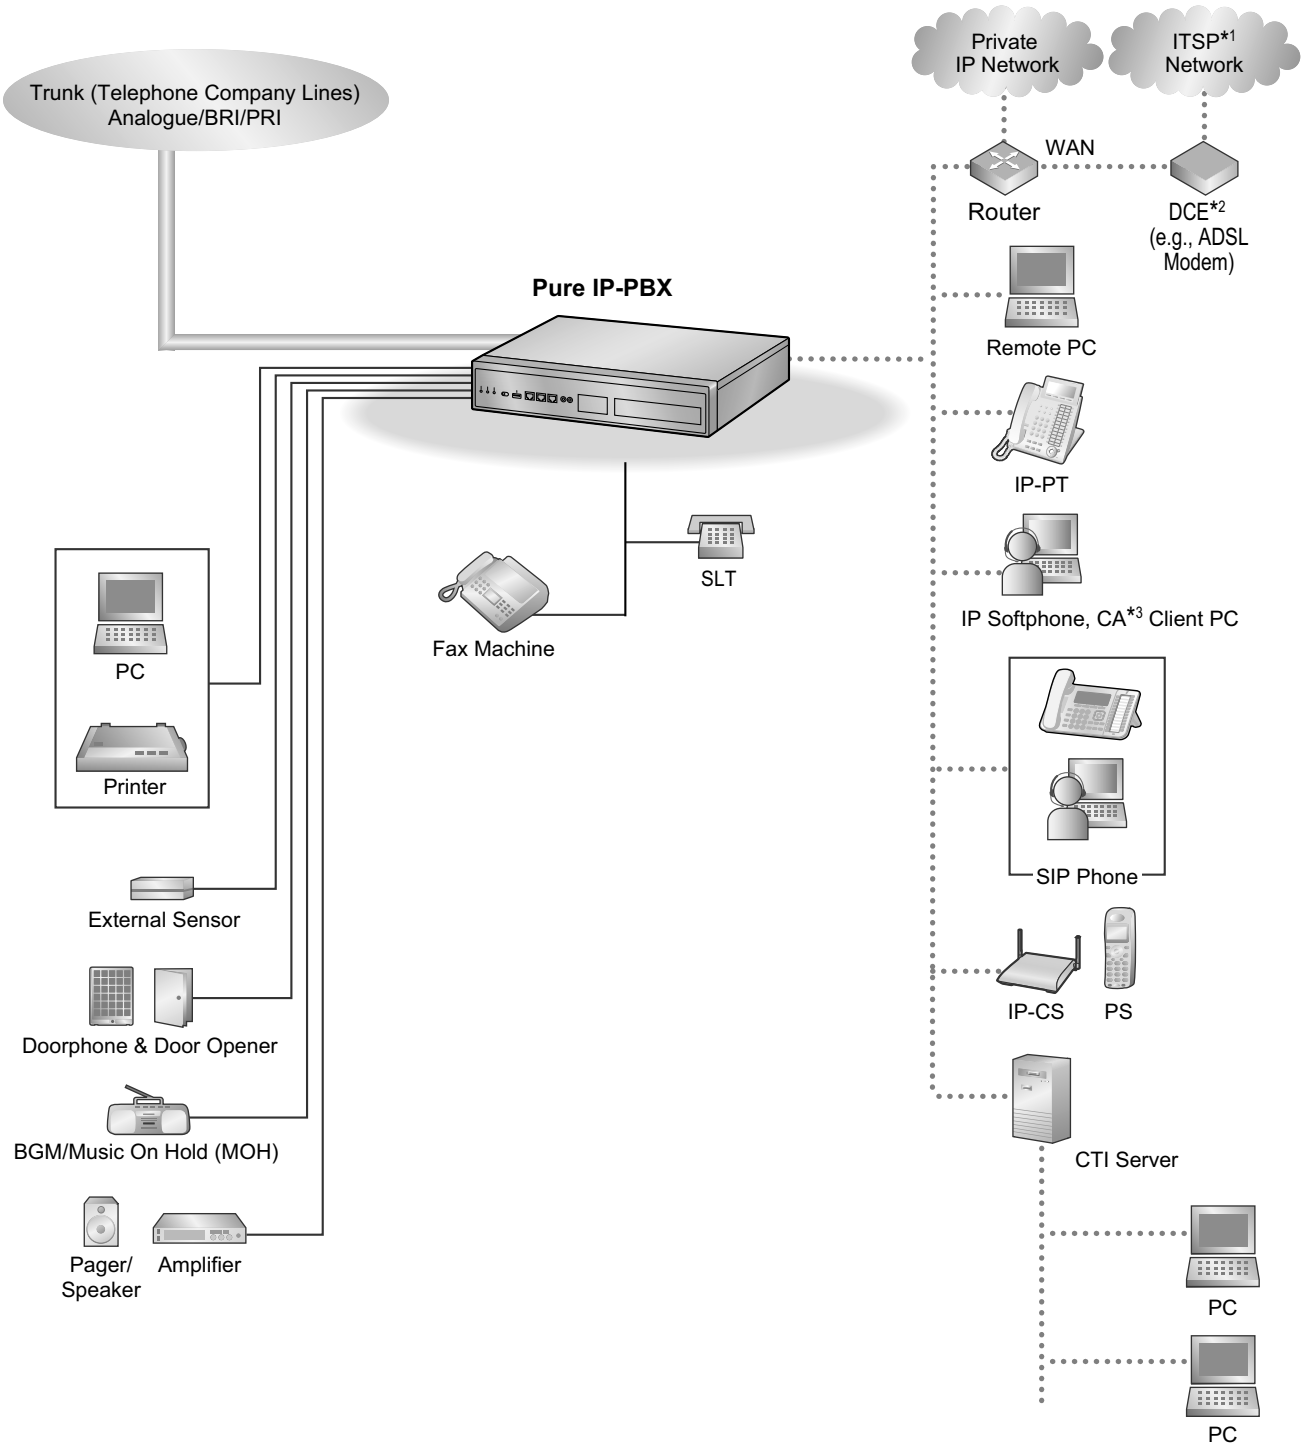 Private
IP Network
ITSP*1
Network
Trunk (Telephone Company Lines)
Analogue/BRI/PRI
WAN
Router
DCE*2
(e.g., ADSL
Modem)
Pure IP-PBX
Remote PC
IP-PT
SLT
Fax Machine
IP Softphone, CA*3 Client PC
PC
Printer
SIP Phone
External Sensor
IP-CS
PS
Doorphone & Door Opener
BGM/Music On Hold (MOH)
CTI Server
Pager/
Speaker
Amplifier
PC
PC